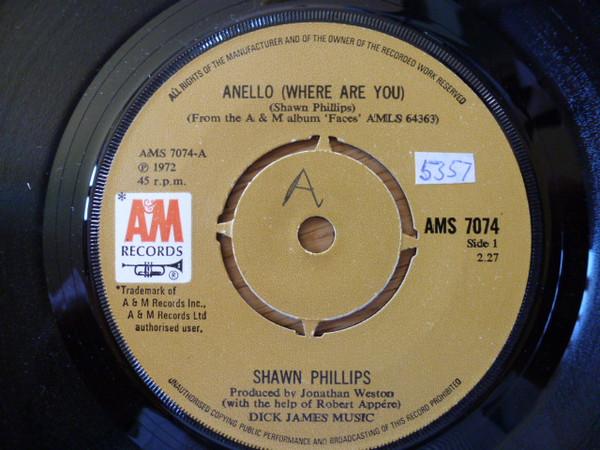 ALL RIGHTS OF THE MANUFACTURER AND OF THE OWNER OF THE RECORDED WORK RESERVED
ANELLO (WHERE ARE YOU)
(Shawn Phillips)
(From the A & M album 'Faces' AMLS 64363)
AMS 7074-A
℗ 1972
45 r.p.m.
A
5357
*
A&M
RECORDS
®
AMS 7074
Side 1
2.27
*Trademark of
A & M Records Inc.,
A & M Records Ltd
authorised user.
SHAWN PHILLIPS
Produced by Jonathan Weston
(with the help of Robert Appére)
DICK JAMES MUSIC
UNAUTHORISED COPYING PUBLIC PERFORMANCE AND BROADCASTING OF THIS RECORD PROHIBITED